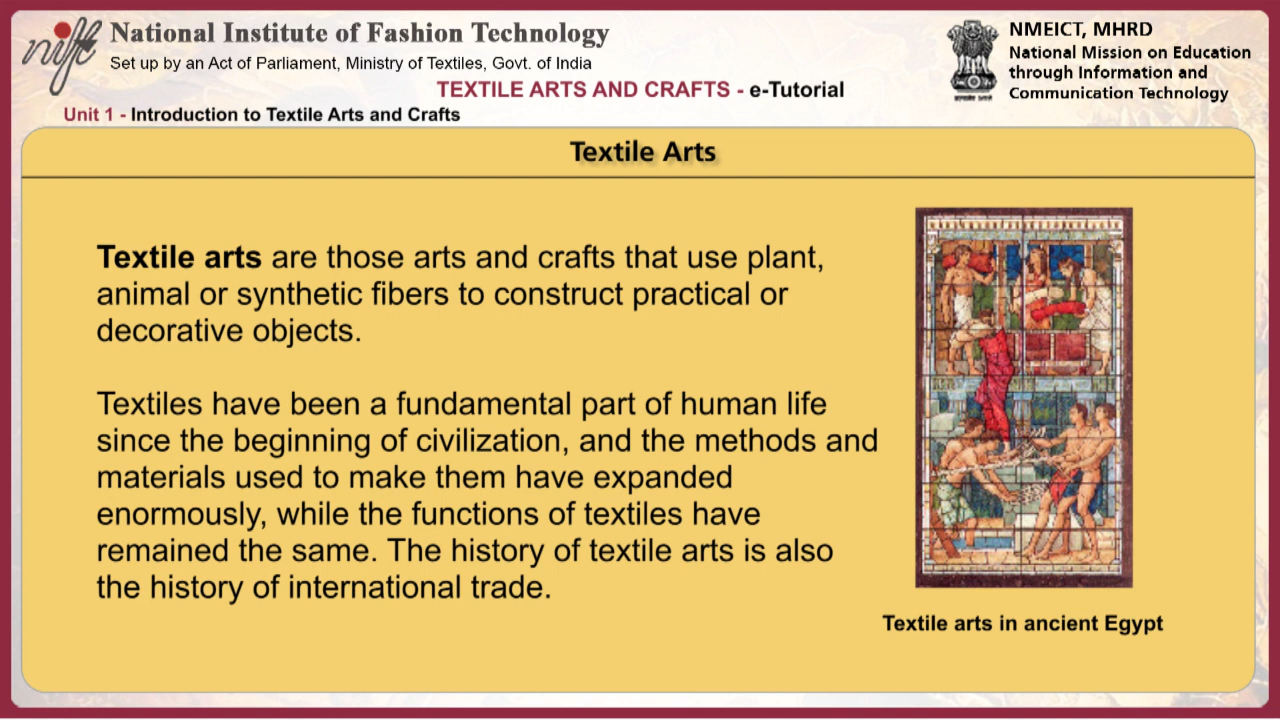 nift
National Institute of Fashion Technology
Set up by an Act of Parliament, Ministry of Textiles, Govt. of India
NMEICT, MHRD
National Mission on Education
through Information and
Communication Technology
TEXTILE ARTS AND CRAFTS - e-Tutorial
Unit 1 - Introduction to Textile Arts and Crafts
Textile Arts
Textile arts are those arts and crafts that use plant,
animal or synthetic fibers to construct practical or
decorative objects.
Textiles have been a fundamental part of human life
since the beginning of civilization, and the methods and
materials used to make them have expanded
enormously, while the functions of textiles have
remained the same. The history of textile arts is also
the history of international trade.
Textile arts in ancient Egypt